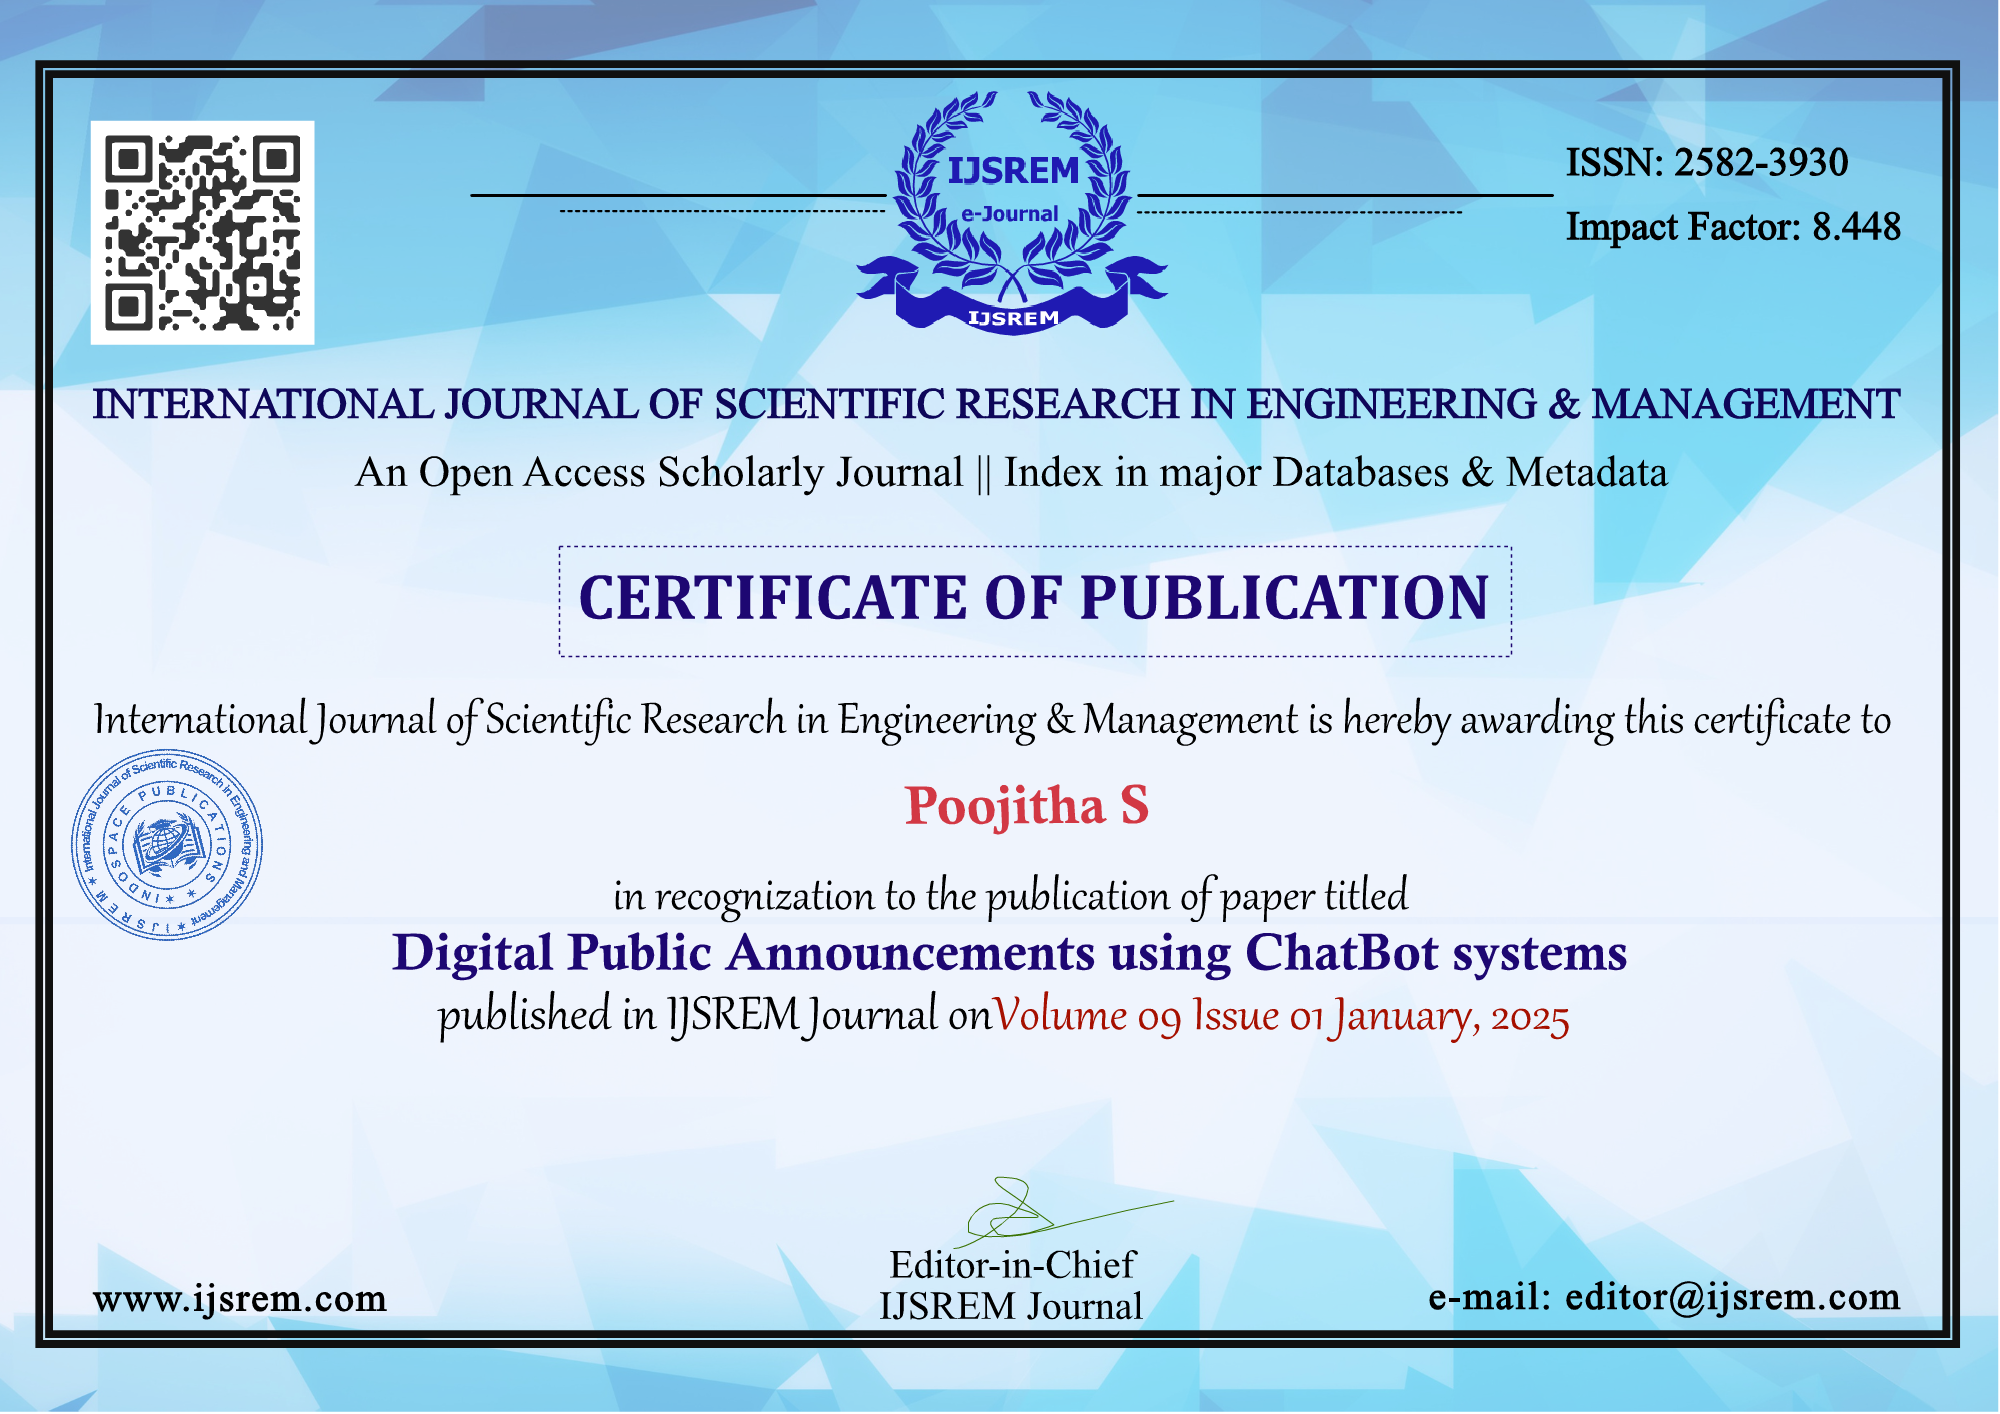 IJSREM
e-Journal
IJSREM
ISSN: 2582-3930
Impact Factor: 8.448
INTERNATIONAL JOURNAL OF SCIENTIFIC RESEARCH IN ENGINEERING & MANAGEMENT
An Open Access Scholarly Journal || Index in major Databases & Metadata
CERTIFICATE OF PUBLICATION
International Journal of Scientific Research in Engineering & Management is hereby awarding this certificate to
International Journal of Scientific Research in Engineering and Management * IJSREM *
INDOSPACE PUBLICATIONS * *
Poojitha S
in recognization to the publication of paper titled
Digital Public Announcements using ChatBot systems
published in IJSREM Journal onVolume 09 Issue 01 January, 2025
Editor-in-Chief
IJSREM Journal
www.ijsrem.com
e-mail: editor@ijsrem.com